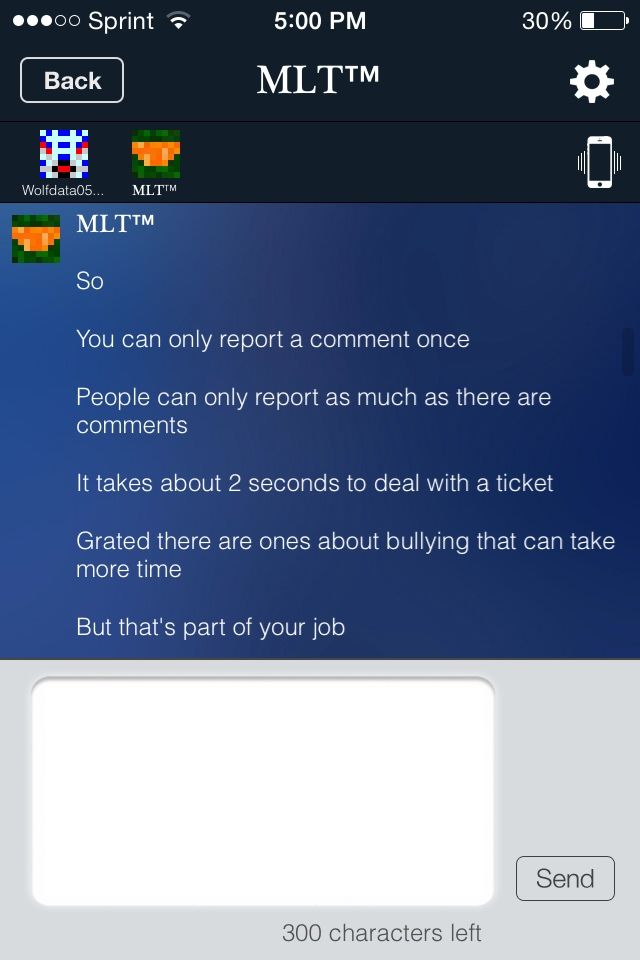 Sprint 5:00 PM 30%
Back MLT™
Wolfdata05... MLT™
MLT™
So
You can only report a comment once
People can only report as much as there are
comments
It takes about 2 seconds to deal with a ticket
Grated there are ones about bullying that can take
more time
But that's part of your job
Send
300 characters left